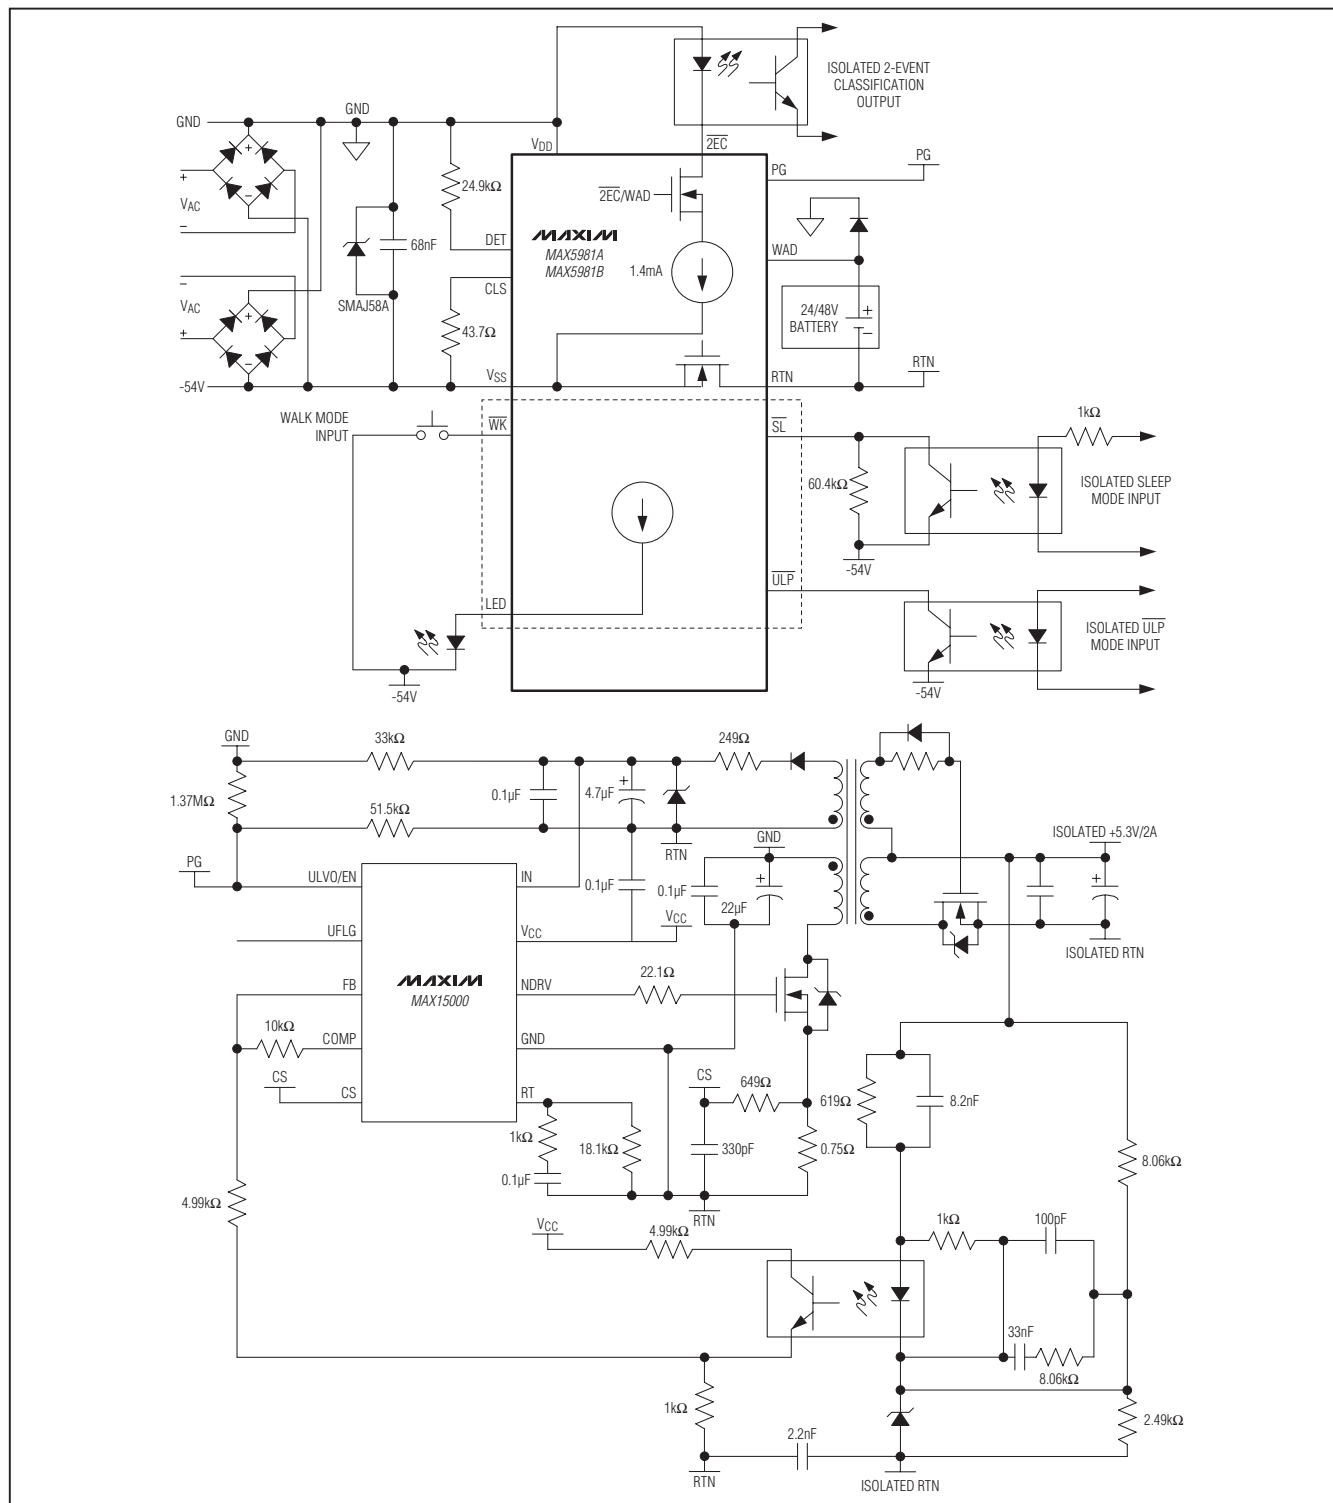 ISOLATED 2-EVENT
CLASSIFICATION
OUTPUT
GND
GND
VDD
2EC
PG
PG
+
24.9kΩ
2EC/WAD
+
VAC
–
–
DET
MAXIM
MAX5981A
MAX5981B
WAD
68nF
1.4mA
–
VAC
+
+
–
SMAJ58A
CLS
43.7Ω
24/48V
BATTERY
+
–
RTN
-54V
VSS
RTN
WALK MODE
INPUT
WK
SL
1kΩ
60.4kΩ
ISOLATED SLEEP
MODE INPUT
-54V
ULP
LED
ISOLATED ULP
MODE INPUT
-54V
-54V
GND
33kΩ
249Ω
1.37MΩ
0.1µF
+
4.7µF
51.5kΩ
RTN
GND
ISOLATED +5.3V/2A
PG
ULVO/EN
IN
0.1µF
0.1µF
+
22µF
+
UFLG
VCC
VCC
ISOLATED RTN
MAXIM
MAX15000
FB
NDRV
22.1Ω
10kΩ
COMP
GND
CS
CS
RT
CS
649Ω
619Ω
8.2nF
1kΩ
18.1kΩ
330pF
0.75Ω
8.06kΩ
0.1µF
4.99kΩ
RTN
VCC
4.99kΩ
1kΩ
100pF
33nF
8.06kΩ
1kΩ
2.49kΩ
2.2nF
RTN
ISOLATED RTN